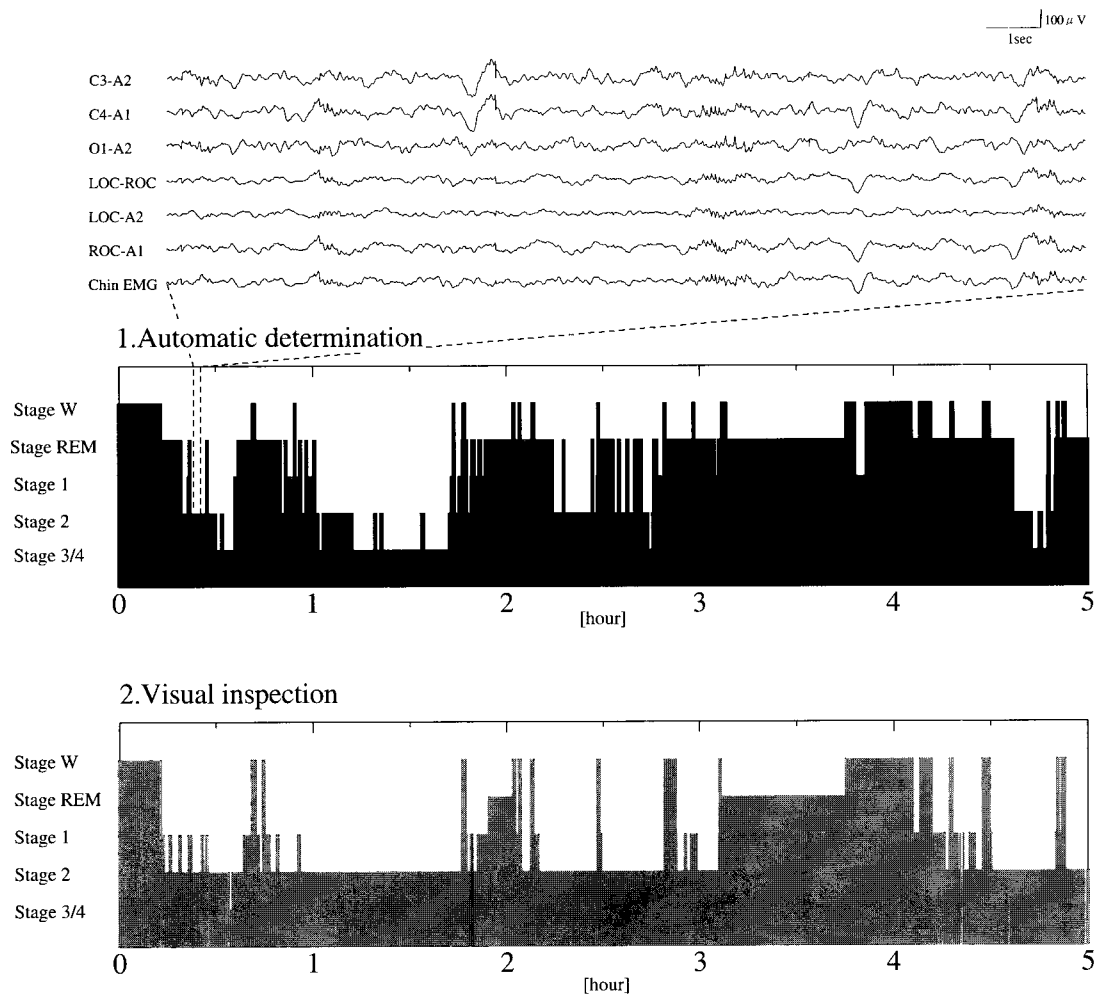 100 μ V
1sec
C3-A2
C4-A1
O1-A2
LOC-ROC
LOC-A2
ROC-A1
Chin EMG
1.Automatic determination
Stage W
Stage REM
Stage 1
Stage 2
Stage 3/4
0 1 2 3 4 5
[hour]
2.Visual inspection
Stage W
Stage REM
Stage 1
Stage 2
Stage 3/4
0 1 2 3 4 5
[hour]